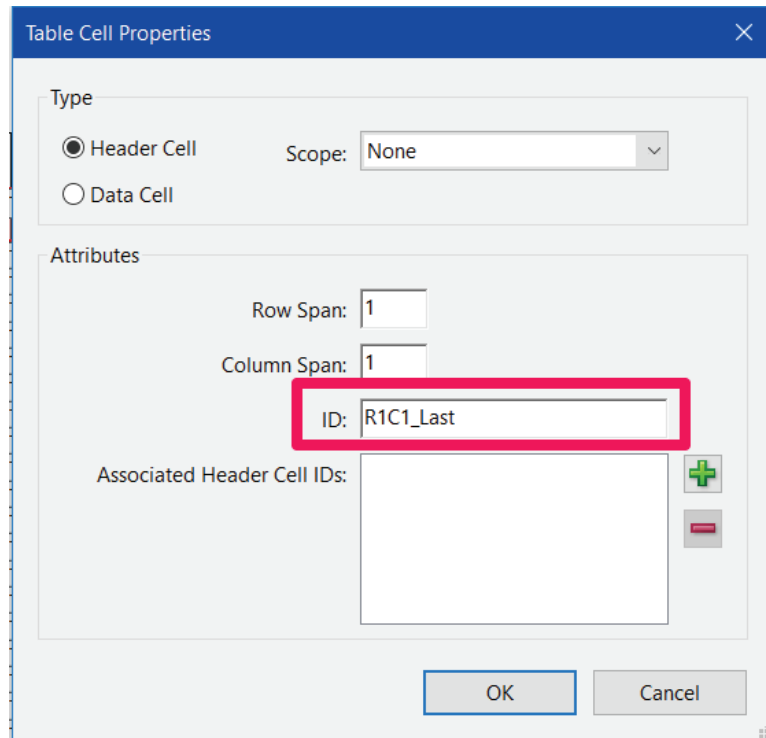 Table Cell Properties
Type
Header Cell Scope: None
Data Cell
Attributes
Row Span: 1
Column Span: 1
ID: R1C1_Last
Associated Header Cell IDs:
OK Cancel